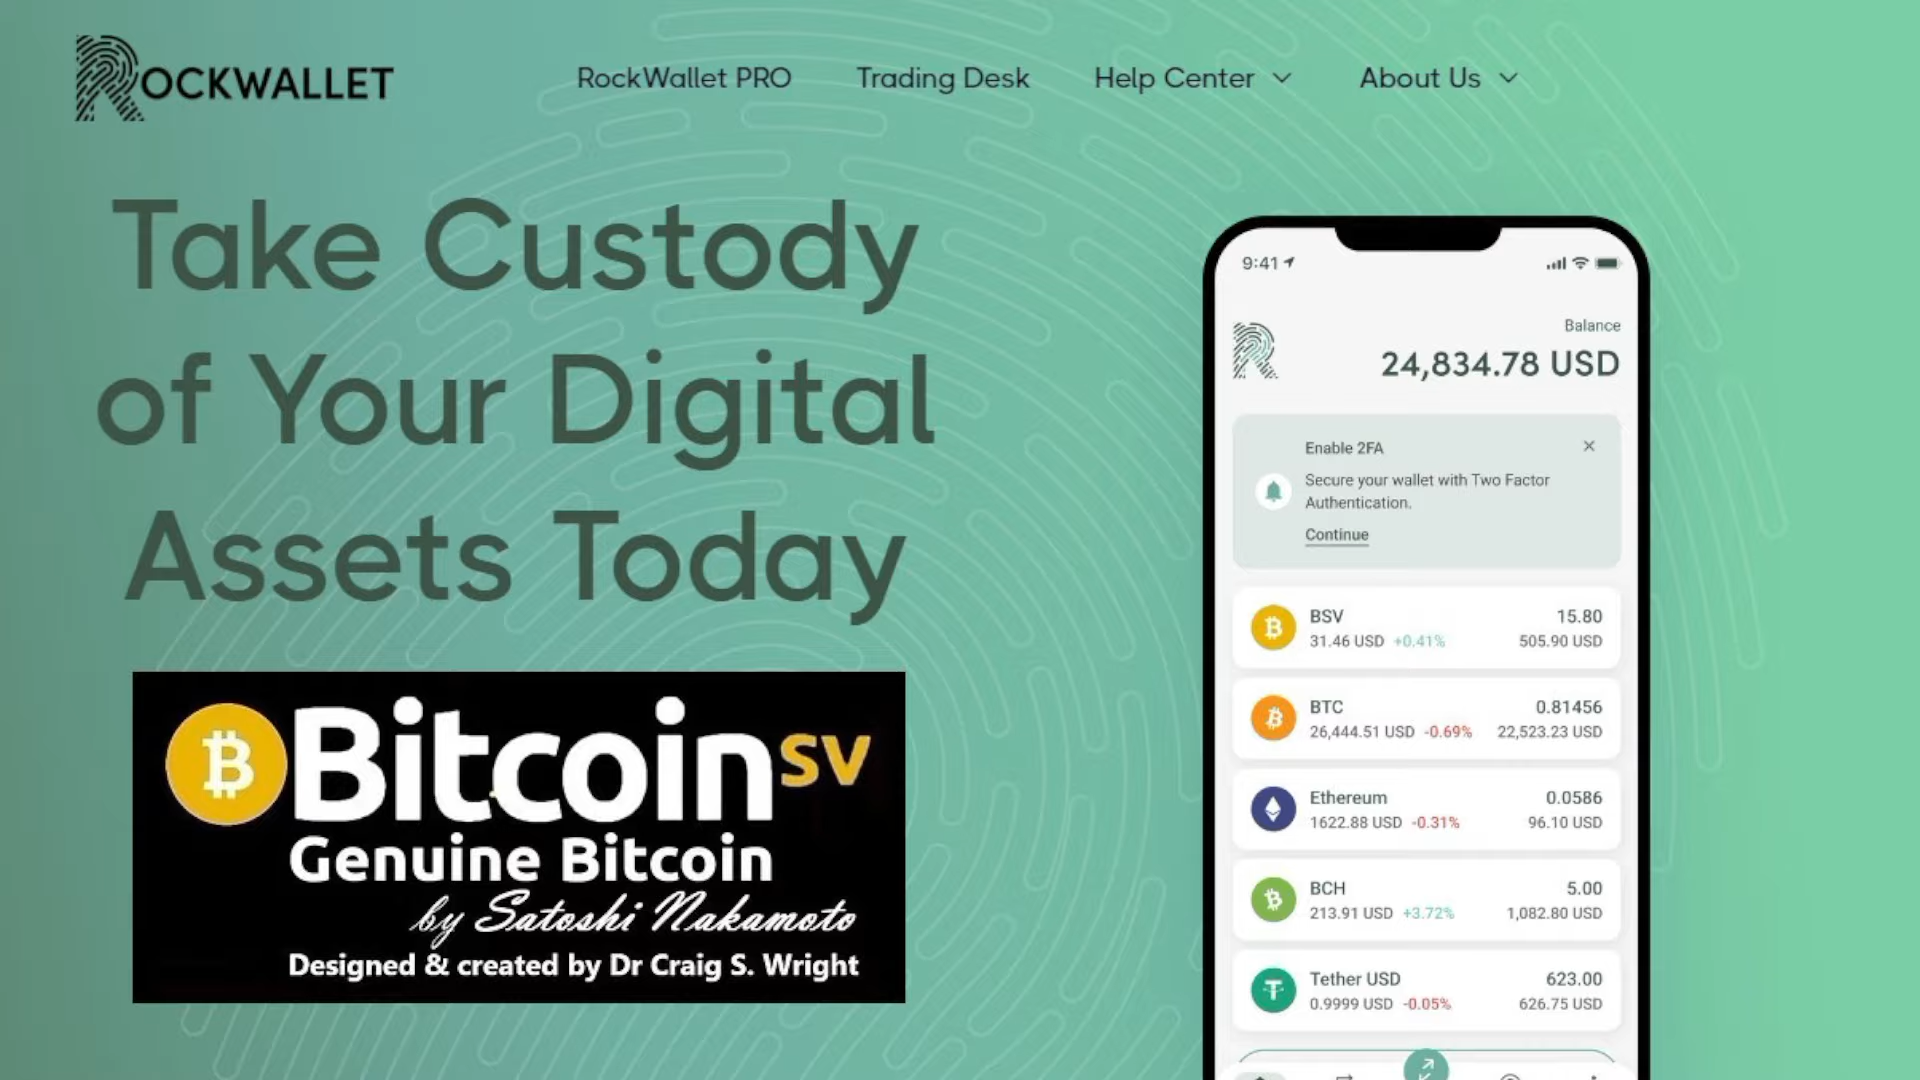 ROCKWALLET
RockWallet PRO
Trading Desk
Help Center
About Us
Take Custody
of Your Digital
Assets Today
Bitcoin SV
Genuine Bitcoin
by Satoshi Nakamoto
Designed & created by Dr Craig S. Wright
9:41
Balance
24,834.78 USD
Enable 2FA
Secure your wallet with Two Factor
Authentication.
Continue
BSV 15.80
31.46 USD +0.41% 505.90 USD
BTC 0.81456
26,444.51 USD -0.69% 22,523.23 USD
Ethereum 0.0586
1622.88 USD -0.31% 96.10 USD
BCH 5.00
213.91 USD +3.72% 1,082.80 USD
Tether USD 623.00
0.9999 USD -0.05% 626.75 USD